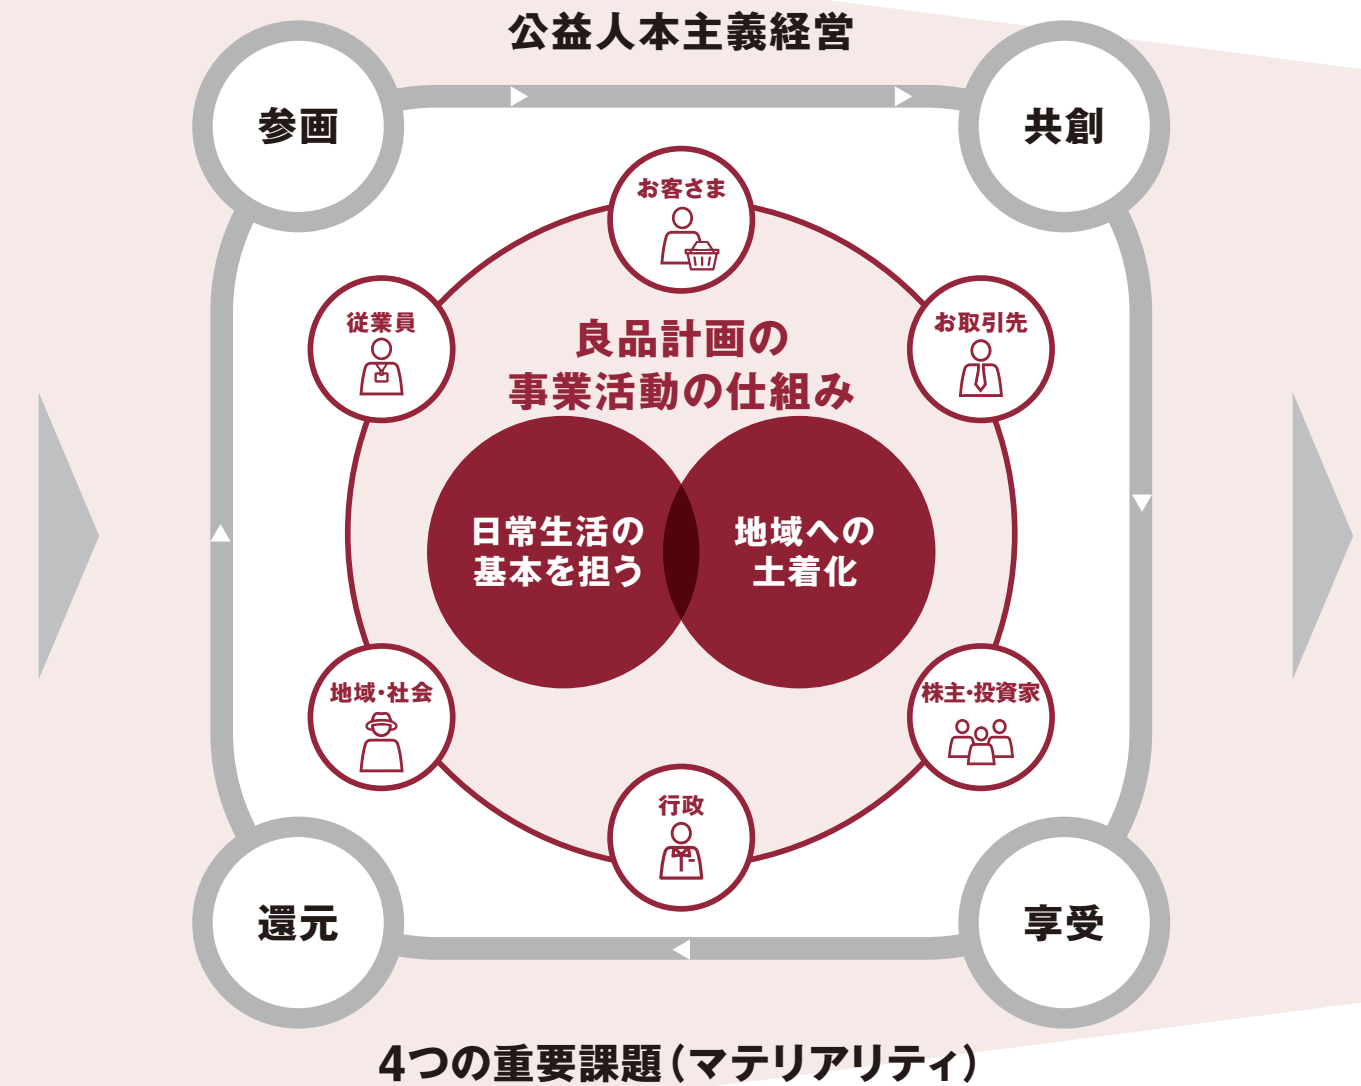 公益人本主義経営
参画
共創
お客さま
従業員
お取引先
良品計画の
事業活動の仕組み
日常生活の
基本を担う
地域への
土着化
地域・社会
株主・投資家
行政
還元
享受
4つの重要課題(マテリアリティ)